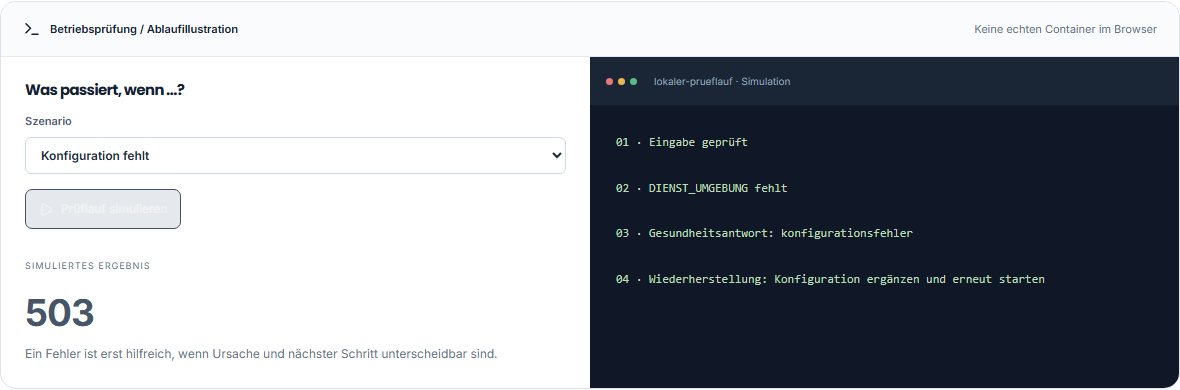 Betriebsprüfung / Ablaufillustration
Keine echten Container im Browser
Was passiert, wenn ...?
Szenario
Konfiguration fehlt
Prüflauf simulieren
SIMULIERTES ERGEBNIS
503
Ein Fehler ist erst hilfreich, wenn Ursache und nächster Schritt unterscheidbar sind.
lokaler-prueflauf · Simulation
01 · Eingabe geprüft
02 · DIENST_UMGEBUNG fehlt
03 · Gesundheitsantwort: konfigurationsfehler
04 · Wiederherstellung: Konfiguration ergänzen und erneut starten